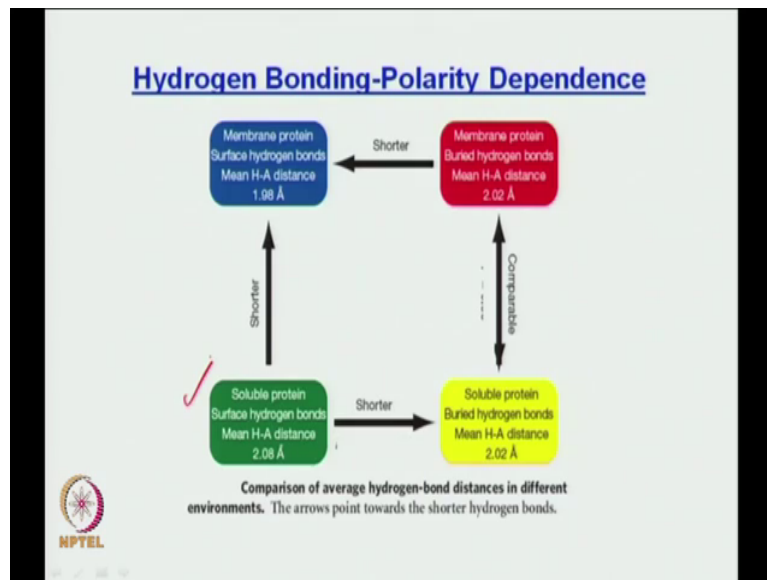 Hydrogen Bonding-Polarity Dependence
Membrane protein
Surface hydrogen bonds
Mean H-A distance
1.98 Å
Shorter
Membrane protein
Buried hydrogen bonds
Mean H-A distance
2.02 Å
Shorter
Comparable
Soluble protein
Surface hydrogen bonds
Mean H-A distance
2.08 Å
Shorter
Soluble protein
Buried hydrogen bonds
Mean H-A distance
2.02 Å
Comparison of average hydrogen-bond distances in different
environments. The arrows point towards the shorter hydrogen bonds.
NPTEL